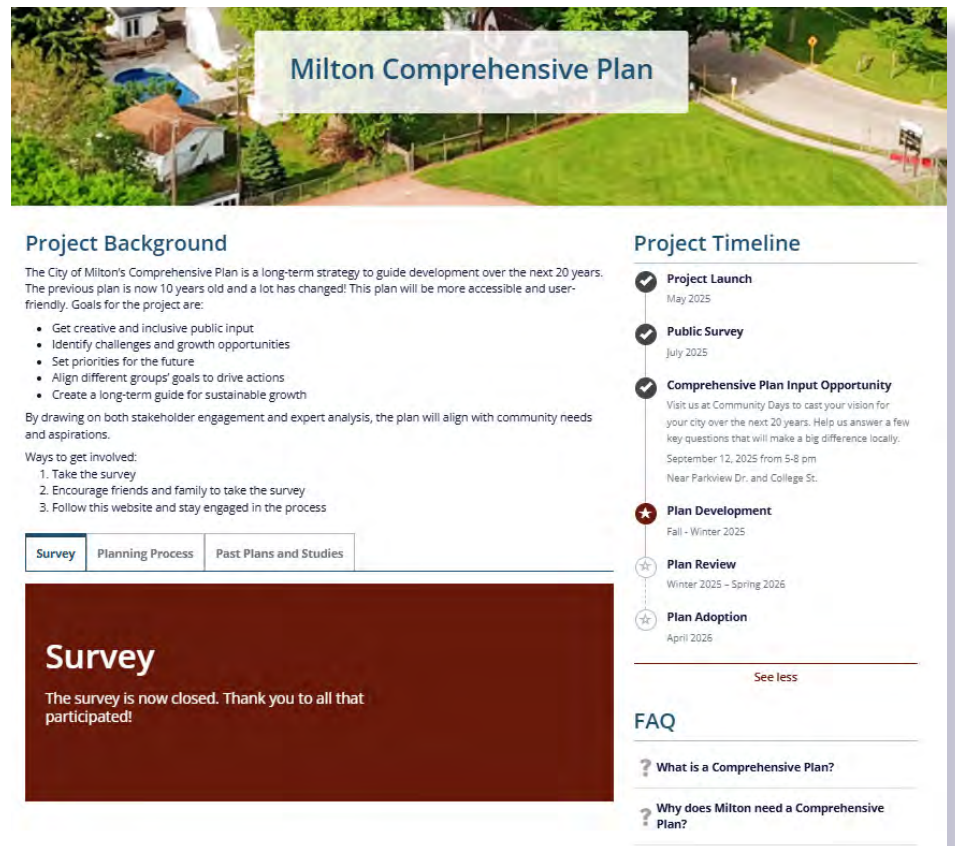 Milton Comprehensive Plan
Project Background
The City of Milton's Comprehensive Plan is a long-term strategy to guide development over the next 20 years.
The previous plan is now 10 years old and a lot has changed! This plan will be more accessible and user-
friendly. Goals for the project are:
• Get creative and inclusive public input
• Identify challenges and growth opportunities
• Set priorities for the future
• Align different groups' goals to drive actions
• Create a long-term guide for sustainable growth
By drawing on both stakeholder engagement and expert analysis, the plan will align with community needs
and aspirations.
Ways to get involved:
1. Take the survey
2. Encourage friends and family to take the survey
3. Follow this website and stay engaged in the process
Survey
Planning Process
Past Plans and Studies
Survey
The survey is now closed. Thank you to all that
participated!
Project Timeline
Project Launch
May 2025
Public Survey
July 2025
Comprehensive Plan Input Opportunity
Visit us at Community Days to cast your vision for
your city over the next 20 years. Help us answer a few
key questions that will make a big difference locally.
September 12, 2025 from 5-8 pm
Near Parkview Dr. and College St.
Plan Development
Fall - Winter 2025
Plan Review
Winter 2025 – Spring 2026
Plan Adoption
April 2026
See less
FAQ
? What is a Comprehensive Plan?
? Why does Milton need a Comprehensive
Plan?